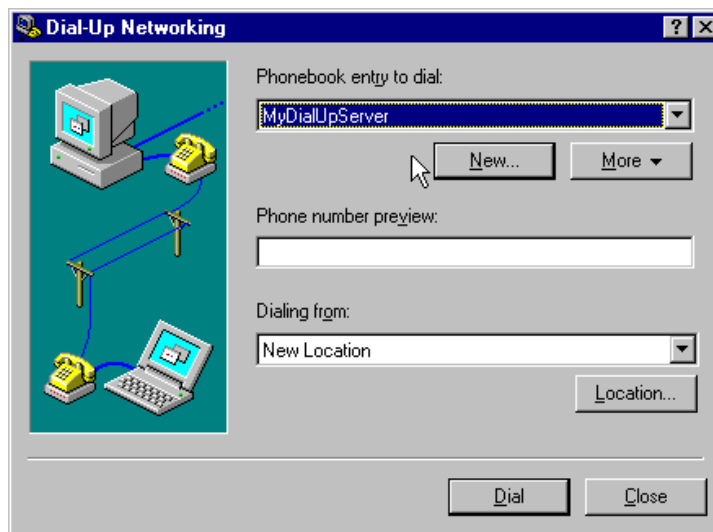 Dial-Up Networking
Phonebook entry to dial:
MyDialUpServer
New...
More
Phone number preview:
Dialing from:
New Location
Location...
Dial
Close